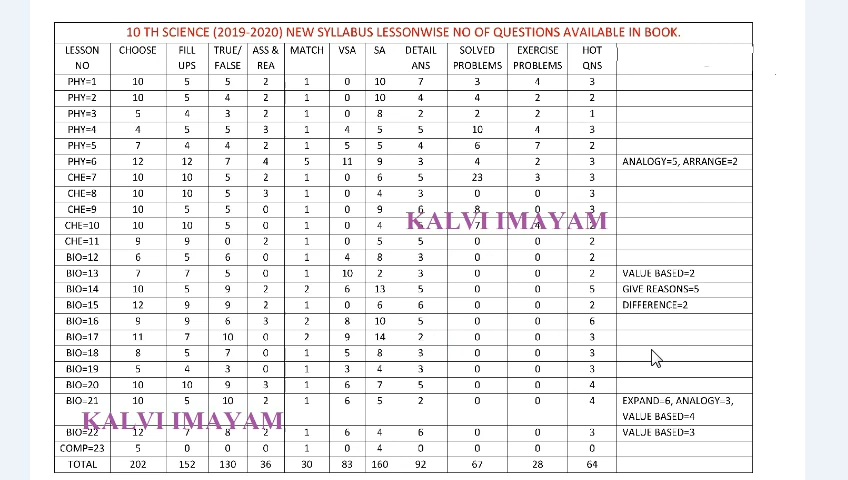 10 TH SCIENCE (2019-2020) NEW SYLLABUS LESSONWISE NO OF QUESTIONS AVAILABLE IN BOOK.
LESSON NO CHOOSE FILL UPS TRUE/ FALSE ASS & REA MATCH VSA SA DETAIL ANS SOLVED PROBLEMS EXERCISE PROBLEMS HOT QNS
PHY=1 10 5 5 2 1 0 10 7 3 4 3
PHY=2 10 5 4 2 1 0 10 4 4 2 2
PHY=3 5 4 3 2 1 0 8 2 2 2 1
PHY=4 4 5 5 3 1 4 5 5 10 4 3
PHY=5 7 4 4 2 1 5 5 4 6 7 2
PHY=6 12 12 7 4 5 11 9 3 4 2 3 ANALOGY=5, ARRANGE=2
CHE=7 10 10 5 2 1 0 6 5 23 3 3
CHE=8 10 10 5 3 1 0 4 3 0 0 3
CHE=9 10 5 5 0 1 0 9 6 8 0 3
KALVI IMAYAM
CHE=10 10 10 5 0 1 0 4 7 4 2
CHE=11 9 9 0 2 1 0 5 5 0 0 2
BIO=12 6 5 6 0 1 4 8 3 0 0 2
BIO=13 7 7 5 0 1 10 2 3 0 0 2 VALUE BASED=2
BIO=14 10 5 9 2 2 6 13 5 0 0 5 GIVE REASONS=5
BIO=15 12 9 9 2 1 0 6 6 0 0 2 DIFFERENCE=2
BIO=16 9 9 6 3 2 8 10 5 0 0 6
BIO=17 11 7 10 0 2 9 14 2 0 0 3
BIO=18 8 5 7 0 1 5 8 3 0 0 3
BIO=19 5 4 3 0 1 3 4 3 0 0 3
BIO=20 10 10 9 3 1 6 7 5 0 0 4
BIO=21 10 5 10 2 1 6 5 2 0 0 4 EXPAND=6, ANALOGY=3,
VALUE BASED=4
KALVI IMAYAM
BIO=22 12 7 8 2 1 6 4 6 0 0 3 VALUE BASED=3
COMP=23 5 0 0 0 1 0 4 0 0 0 0
TOTAL 202 152 130 36 30 83 160 92 67 28 64